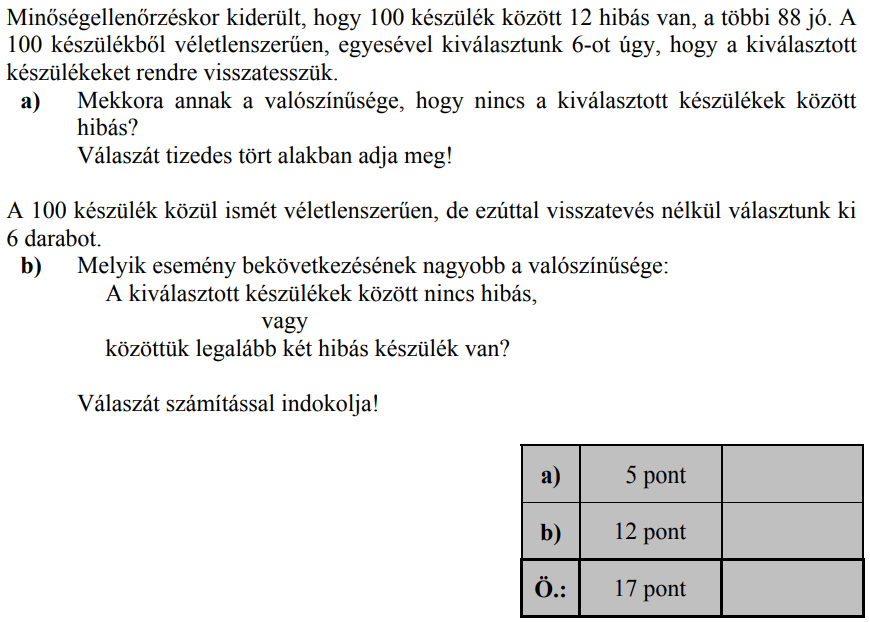 Minőségellenőrzéskor kiderült, hogy 100 készülék között 12 hibás van, a többi 88 jó. A
100 készülékből véletlenszerűen, egyesével kiválasztunk 6-ot úgy, hogy a kiválasztott
készülékeket rendre visszatesszük.
a) Mekkora annak a valószínűsége, hogy nincs a kiválasztott készülékek között
hibás?
Válaszát tizedes tört alakban adja meg!
A 100 készülék közül ismét véletlenszerűen, de ezúttal visszatevés nélkül választunk ki
6 darabot.
b) Melyik esemény bekövetkezésének nagyobb a valószínűsége:
A kiválasztott készülékek között nincs hibás,
vagy
közöttük legalább két hibás készülék van?
Válaszát számítással indokolja!
a) 5 pont
b) 12 pont
Ö.: 17 pont